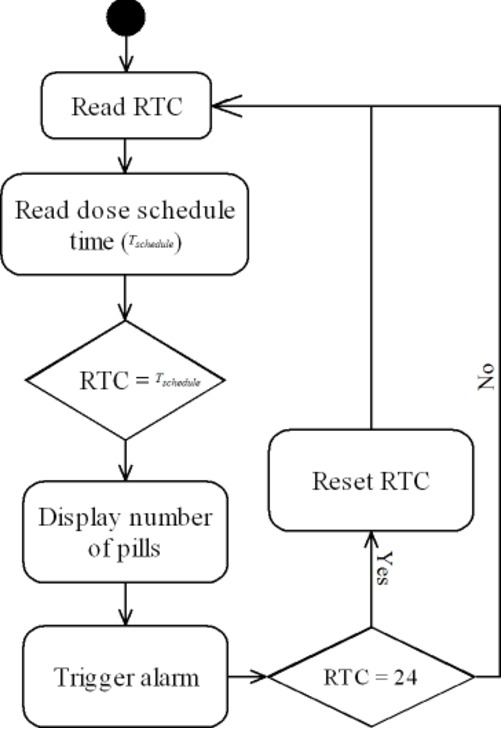 Read RTC
Read dose schedule
time (Tschedule)
RTC = Tschedule
Display number
of pills
Trigger alarm
RTC = 24
Yes
Reset RTC
No